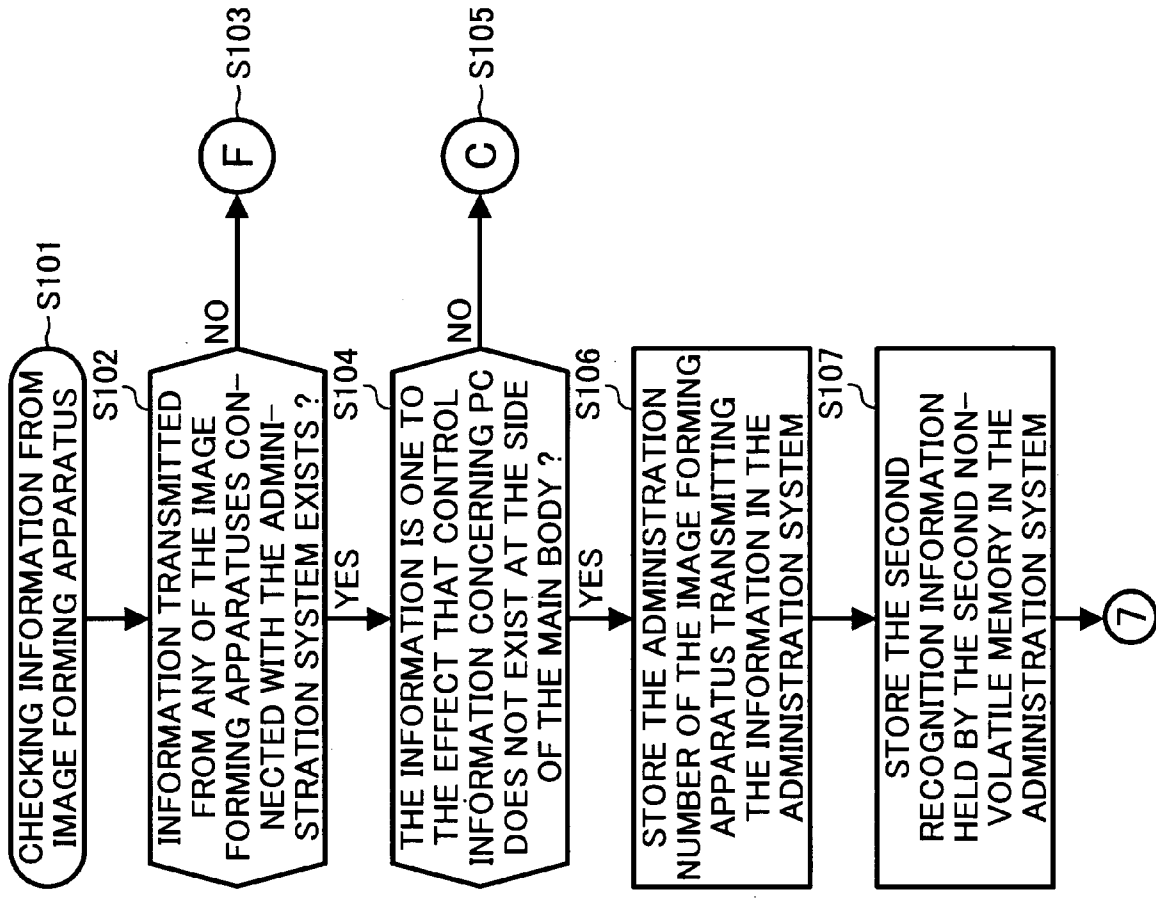 CHECKING INFORMATION FROM
IMAGE FORMING APPARATUS
S101
S102
INFORMATION TRANSMITTED
FROM ANY OF THE IMAGE
FORMING APPARATUSES CON-
NECTED WITH THE ADMINI-
STRATION SYSTEM EXISTS ?
NO
F
S103
YES
S104
THE INFORMATION IS ONE TO
THE EFFECT THAT CONTROL
INFORMATION CONCERNING PC
DOES NOT EXIST AT THE SIDE
OF THE MAIN BODY ?
NO
C
S105
YES
S106
STORE THE ADMINISTRATION
NUMBER OF THE IMAGE FORMING
APPARATUS TRANSMITTING
THE INFORMATION IN THE
ADMINISTRATION SYSTEM
S107
STORE THE SECOND
RECOGNITION INFORMATION
HELD BY THE SECOND NON-
VOLATILE MEMORY IN THE
ADMINISTRATION SYSTEM
7